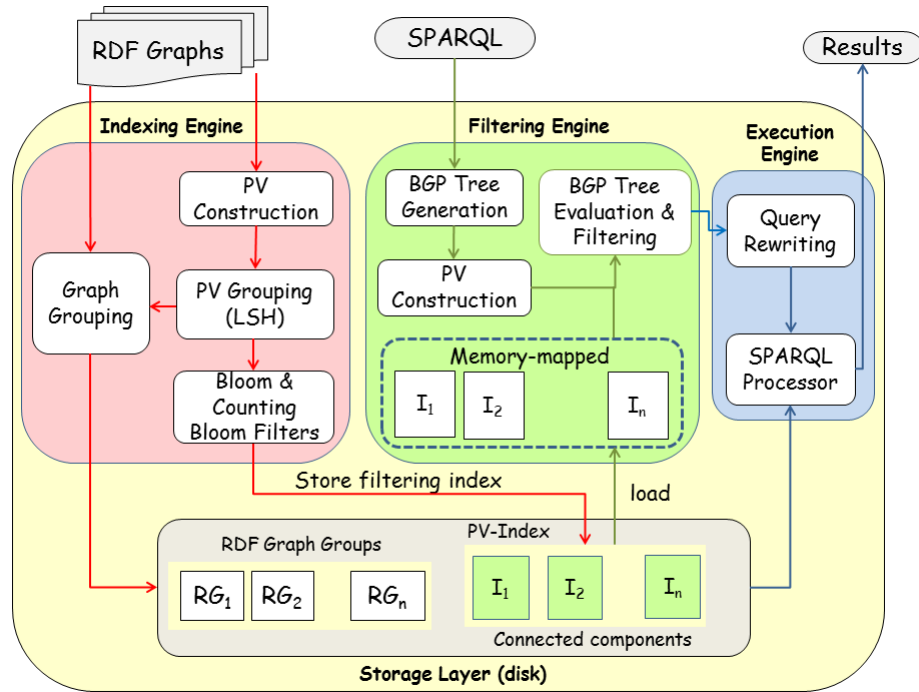 RDF Graphs
SPARQL
Results
Indexing Engine
Filtering Engine
Execution
Engine
PV
Construction
BGP Tree
Generation
BGP Tree
Evaluation &
Filtering
Query
Rewriting
Graph
Grouping
PV Grouping
(LSH)
PV
Construction
SPARQL
Processor
Bloom &
Counting
Bloom Filters
Memory-mapped
I1
I2
In
Store filtering index
load
RDF Graph Groups
PV-Index
RG1
RG2
RGn
I1
I2
In
Connected components
Storage Layer (disk)